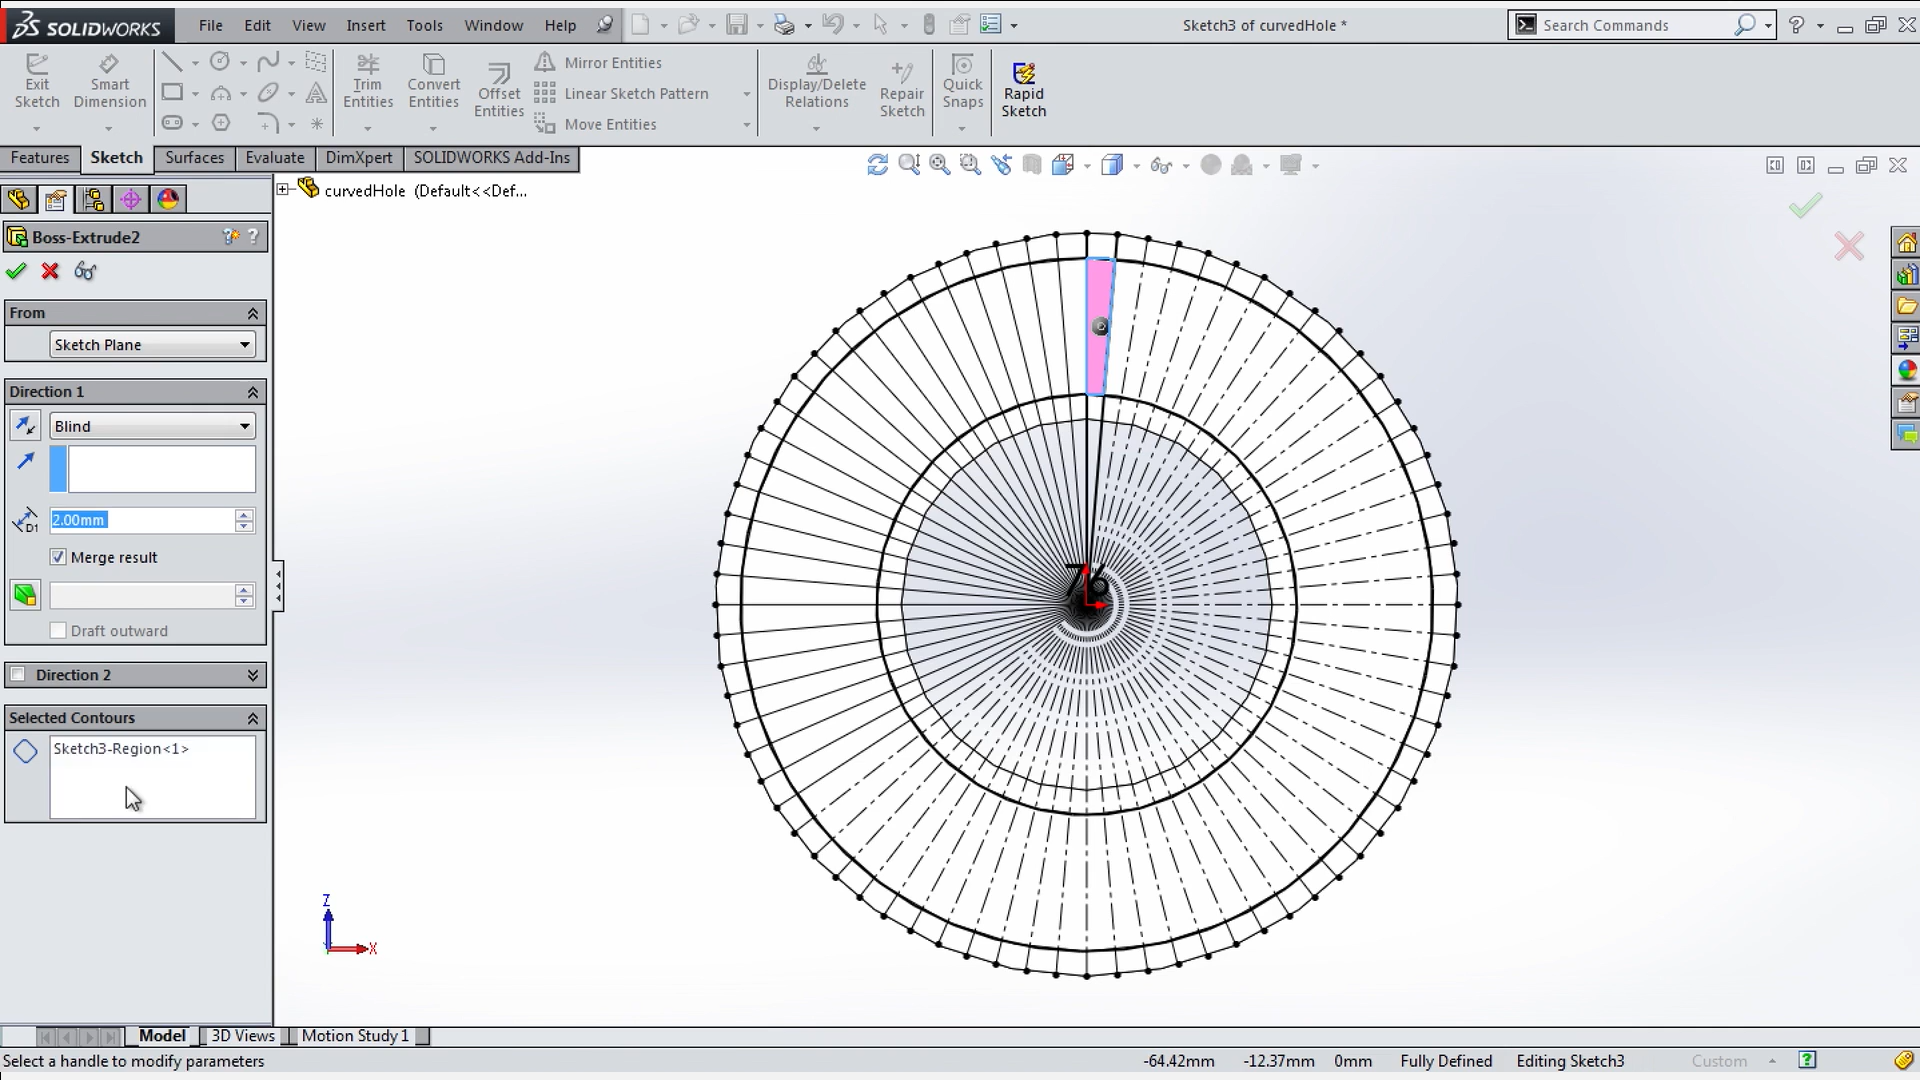 SOLIDWORKS File Edit View Insert Tools Window Help Sketch3 of curvedHole * Search Commands ?
Exit Sketch Smart Dimension Trim Entities Convert Entities Offset Entities Mirror Entities Linear Sketch Pattern Move Entities Display/Delete Relations Repair Sketch Quick Snaps Rapid Sketch
Features Sketch Surfaces Evaluate DimXpert SOLIDWORKS Add-Ins
curvedHole (Default<<Def...
Boss-Extrude2 ? ?
From
Sketch Plane
Direction 1
Blind
D1 2.00mm
Merge result
Draft outward
Direction 2
Selected Contours
Sketch3-Region<1>
76
Z
X
Model 3D Views Motion Study 1
Select a handle to modify parameters -64.42mm -12.37mm 0mm Fully Defined Editing Sketch3 Custom ?